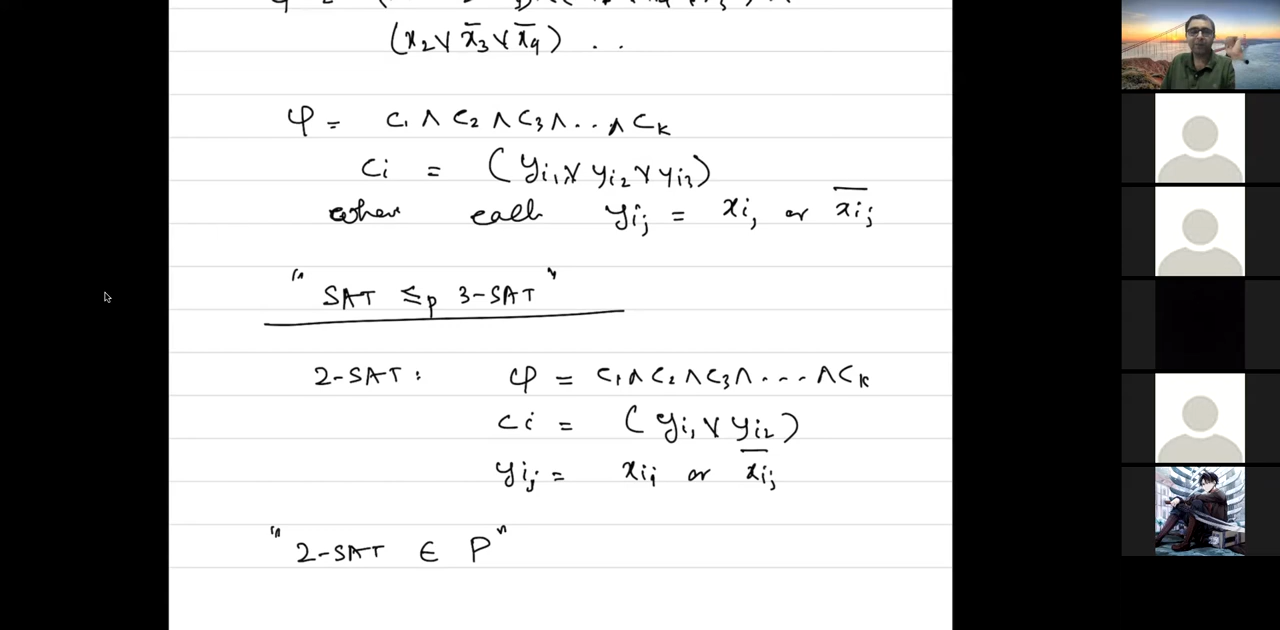 (x₂ ∨ x̄₃ ∨ x̄₄) ..
φ = C₁ ∧ C₂ ∧ C₃ ∧ .. ∧ Cₖ
Cᵢ = (yᵢ₁ ∨ yᵢ₂ ∨ yᵢ₃)
where each yᵢⱼ = xᵢⱼ or x̄ᵢⱼ
" SAT ≤ₚ 3-SAT "
2-SAT : φ = C₁ ∧ C₂ ∧ C₃ ∧ .... ∧ Cₖ
Cᵢ = (yᵢ₁ ∨ yᵢ₂)
yᵢⱼ = xᵢⱼ or x̄ᵢⱼ
" 2-SAT ∈ P "